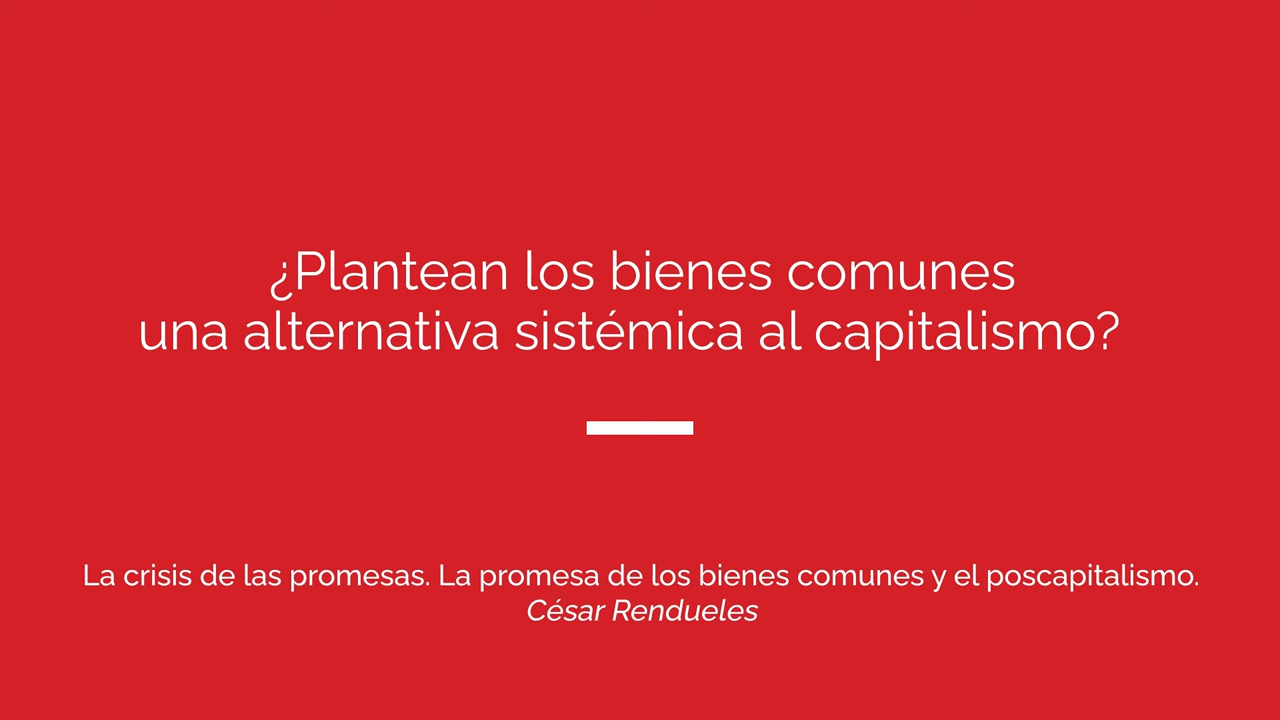 ¿Plantean los bienes comunes
una alternativa sistémica al capitalismo?
La crisis de las promesas. La promesa de los bienes comunes y el poscapitalismo.
César Rendueles